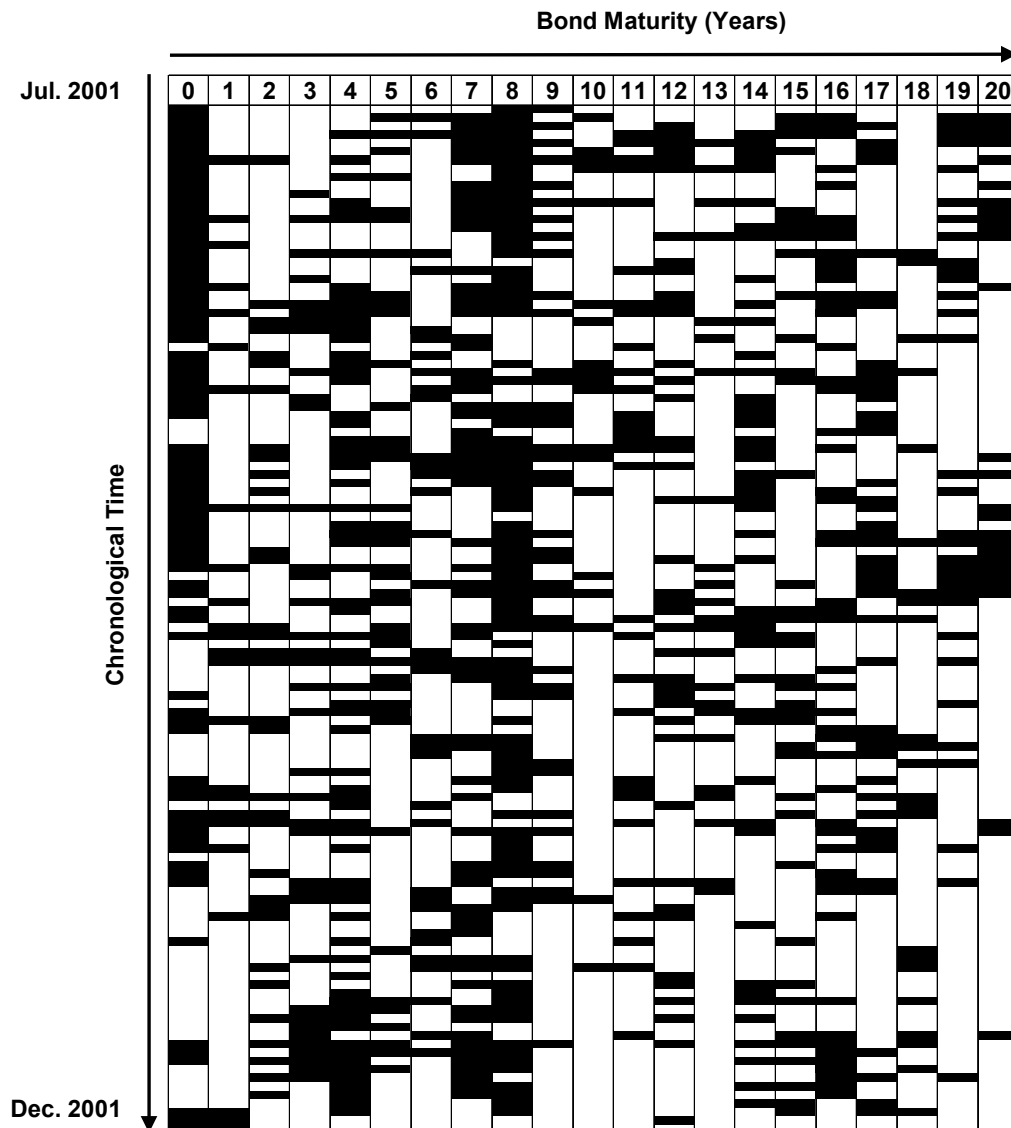 Bond Maturity (Years)
Jul. 2001
0 1 2 3 4 5 6 7 8 9 10 11 12 13 14 15 16 17 18 19 20
Chronological Time
Dec. 2001